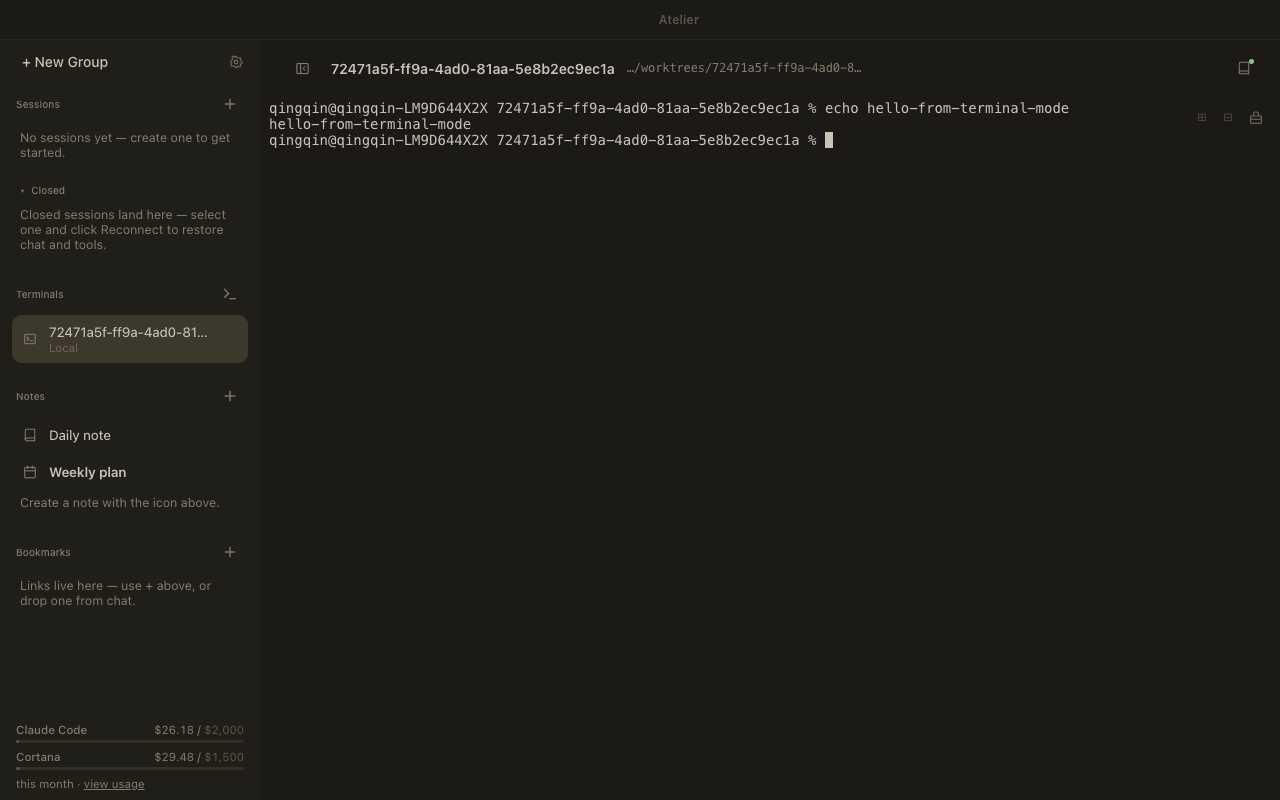 Atelier
+ New Group
Sessions
No sessions yet — create one to get
started.
Closed
Closed sessions land here — select
one and click Reconnect to restore
chat and tools.
Terminals
72471a5f-ff9a-4ad0-81...
Local
Notes
Daily note
Weekly plan
Create a note with the icon above.
Bookmarks
Links live here — use + above, or
drop one from chat.
Claude Code $26.18 / $2,000
Cortana $29.48 / $1,500
this month · view usage
72471a5f-ff9a-4ad0-81aa-5e8b2ec9ec1a …/worktrees/72471a5f-ff9a-4ad0-8…
qingqin@qingqin-LM9D644X2X 72471a5f-ff9a-4ad0-81aa-5e8b2ec9ec1a % echo hello-from-terminal-mode
hello-from-terminal-mode
qingqin@qingqin-LM9D644X2X 72471a5f-ff9a-4ad0-81aa-5e8b2ec9ec1a %